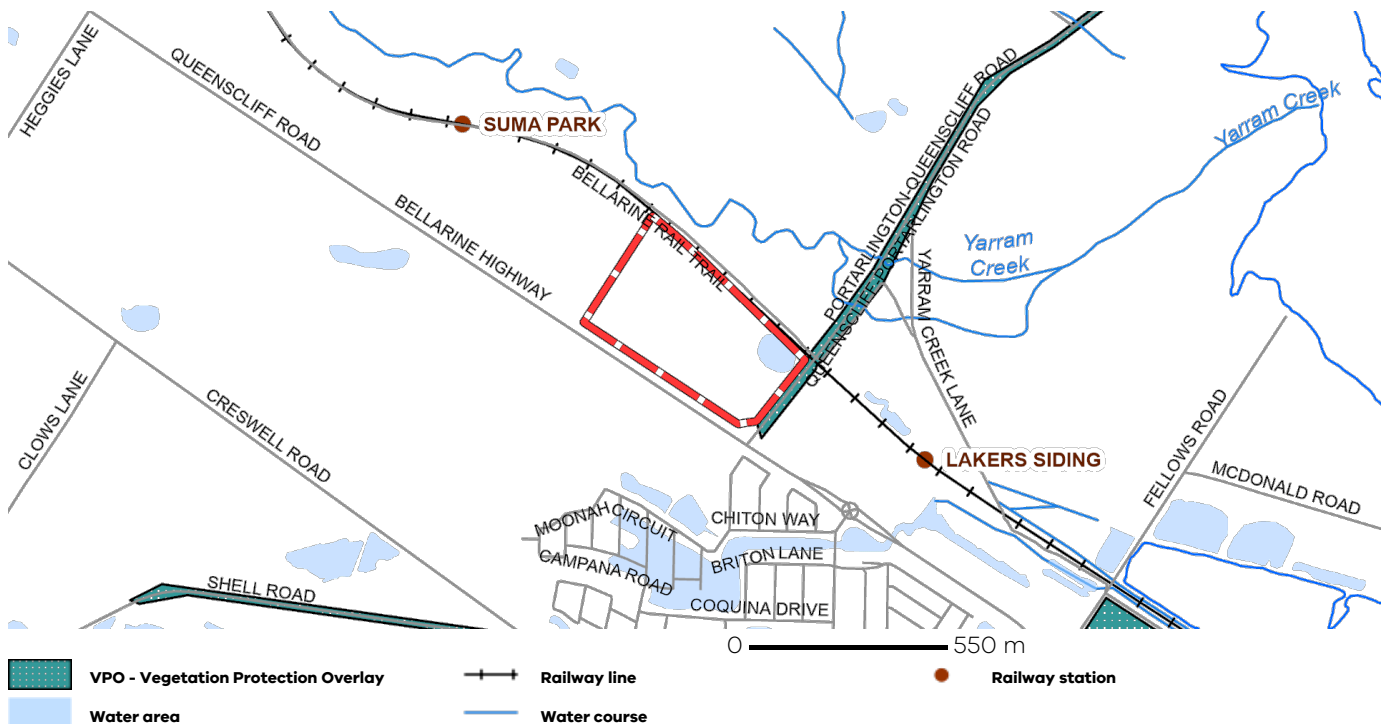 HEGGIES LANE
QUEENSCLIFF ROAD
SUMA PARK
BELLARINE RAIL TRAIL
BELLARINE HIGHWAY
PORTARLINGTON-QUEENSCLIFF ROAD
QUEENSCLIFF-PORTARLINGTON ROAD
Yarram Creek
Yarram
Creek
YARRAM CREEK LANE
CLOWS LANE
CRESWELL ROAD
LAKERS SIDING
FELLOWS ROAD
MCDONALD ROAD
MOONAH CIRCUIT
CHITON WAY
CAMPANA ROAD
BRITON LANE
SHELL ROAD
COQUINA DRIVE
0 550 m
VPO - Vegetation Protection Overlay
Railway line
Railway station
Water area
Water course